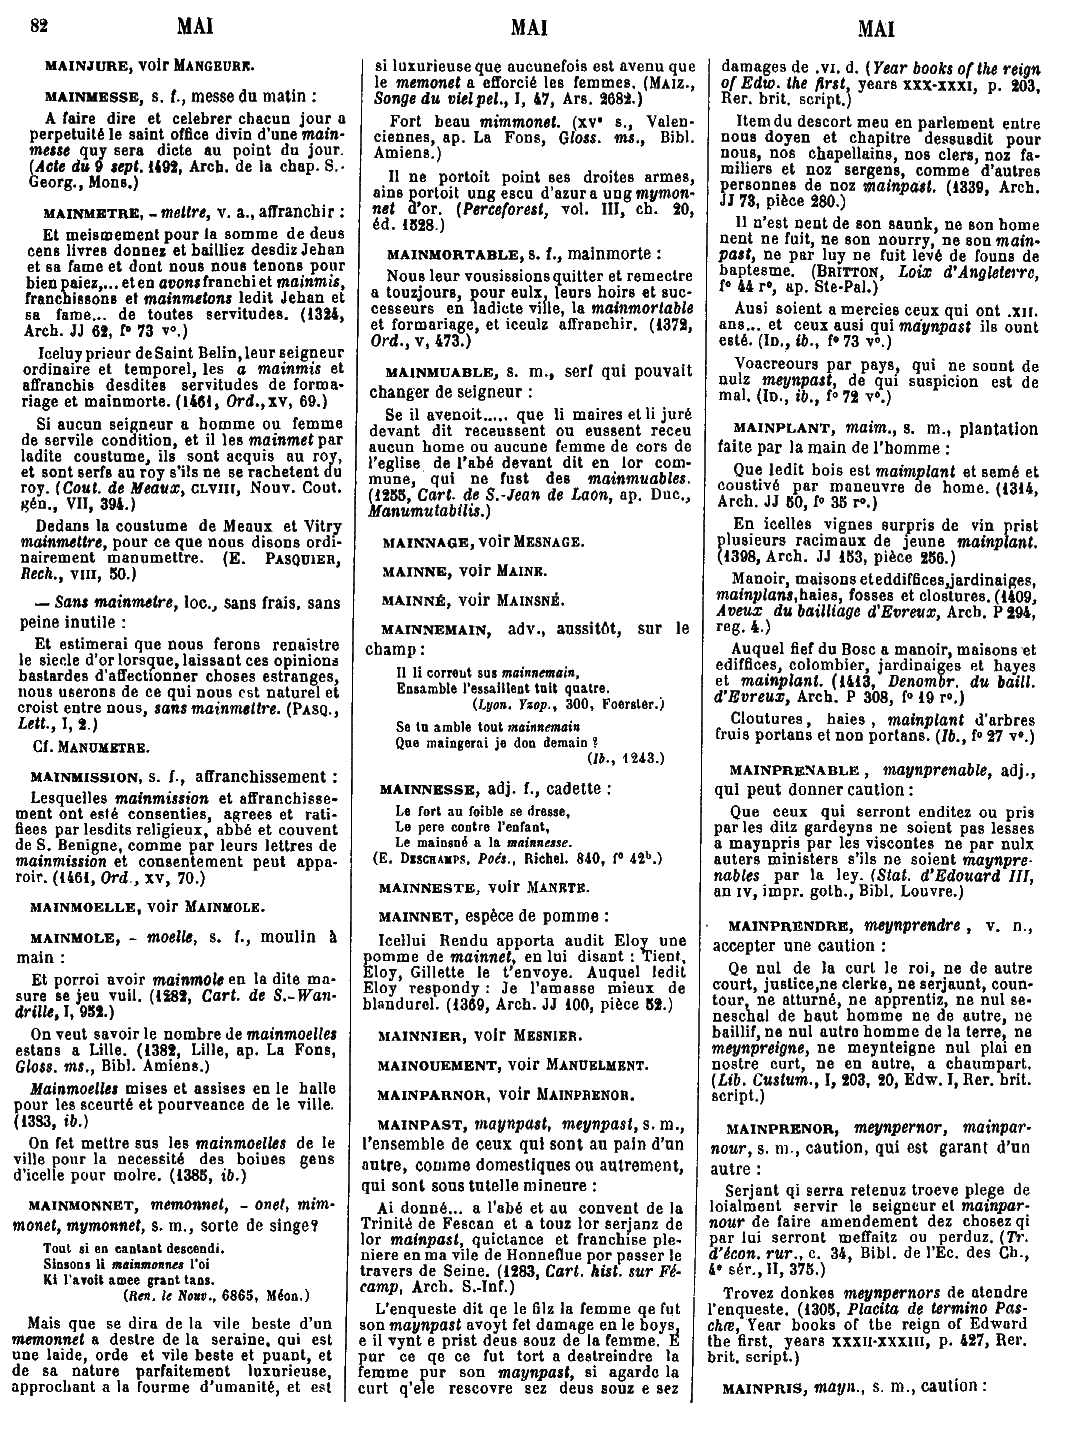 82 MAI MAI MAI
MAINJURE, voir MANGEURE.
MAINMESSE, s. f., messe du matin :
A faire dire et celebrer chacun jour a
perpetuité le saint office divin d'une main-
messe quy sera dicte au point du jour.
(Acte du 9 sept. 1492, Arch. de la chap. S.-
Georg., Mons.)
MAINMETRE, - mettre, v. a., affranchir :
Et meismement pour la somme de deus
cens livres donnez et bailliez desdiz Jehan
et sa fame et dont nous nous tenons pour
bien paiez,... et en avons franchi et mainmis,
franchissons et mainmetons ledit Jehan et
sa fame... de toutes servitudes. (1324,
Arch. JJ 62, f° 73 v°.)
Iceluy prieur de Saint Belin, leur seigneur
ordinaire et temporel, les a mainmis et
affranchis desdites servitudes de forma-
riage et mainmorte. (1461, Ord., XV, 69.)
Si aucun seigneur a homme ou femme
de servile condition, et il les mainmet par
ladite coustume, ils sont acquis au roy,
et sont serfs au roy s'ils ne se rachetent du
roy. (Cout. de Meaux, CLVIII, Nouv. Cout.
gén., VII, 394.)
Dedans la coustume de Meaux et Vitry
mainmettre, pour ce que nous disons ordi-
nairement manumettre. (E. PASQUIER,
Rech., VIII, 50.)
— Sans mainmetre, loc., sans frais, sans
peine inutile :
Et estimerai que nous ferons renaistre
le siecle d'or lorsque, laissant ces opinions
bastardes d'affectionner choses estranges,
nous userons de ce qui nous est naturel et
croist entre nous, sans mainmettre. (PASQ.,
Lett., I, 2.)
Cf. MANUMETRE.
MAINMISSION, s. f., affranchissement :
Lesquelles mainmission et affranchisse-
ment ont esté consenties, agrees et rati-
fiees par lesdits religieux, abbé et couvent
de S. Benigne, comme par leurs lettres de
mainmission et consentement peut appa-
roir. (1461, Ord., XV, 70.)
MAINMOELLE, voir MAINMOLE.
MAINMOLE, - moelle, s. f., moulin à
main :
Et porroi avoir mainmole en la dite ma-
sure se jeu vuil. (1282, Cart. de S.-Wan-
drille, I, 952.)
On veut savoir le nombre de mainmoelles
estans a Lille. (1382, Lille, ap. La Fons,
Gloss. ms., Bibl. Amiens.)
Mainmoelles mises et assises en le halle
pour les sceurté et pourveance de le ville.
(1383, ib.)
On fet mettre sus les mainmoelles de le
ville pour la necessité des boines gens
d'icelle pour molre. (1385, ib.)
MAINMONNET, memonnet, - onet, mim-
monet, mymonnet, s. m., sorte de singe?
Tout si en cantant descendi.
Sinsons li mainmonnes l'oi
Ki l'avoit amee grant tans.
(Ren. le Nouv., 6865, Méon.)
Mais que se dira de la vile beste d'un
memonnet a destre de la seraine, qui est
une laide, orde et vile beste et puant, et
de sa nature parfaitement luxurieuse,
approchant a la fourme d'umanité, et est
si luxurieuse que aucunefois est avenu que
le memonet a efforcié les femmes. (MAIZ.,
Songe du viel pel., I, 47, Ars. 2682.)
Fort beau mimmonet. (XVe s., Valen-
ciennes, ap. La Fons, Gloss. ms., Bibl.
Amiens.)
Il ne portoit point ses droites armes,
ains portoit ung escu d'azur a ung mymon-
net d'or. (Perceforest, vol. III, ch. 20,
éd. 1528.)
MAINMORTABLE, s. f., mainmorte :
Nous leur vousissions quitter et remectre
a touzjours, pour eulz, leurs hoirs et suc-
cesseurs en ladicte ville, la mainmortable
et formariage, et iceulz affranchir. (1372,
Ord., V, 473.)
MAINMUABLE, s. m., serf qui pouvait
changer de seigneur :
Se il avenoit..... que li maires et li juré
devant dit receussent ou eussent receu
aucun home ou aucune femme de cors de
l'eglise de l'abé devant dit en lor com-
mune, qui ne fust des mainmuables.
(1255, Cart. de S.-Jean de Laon, ap. Duc.,
Manumutabilis.)
MAINNAGE, voir MESNAGE.
MAINNE, voir MAINE.
MAINNÉ, voir MAINSNÉ.
MAINNEMAIN, adv., aussitôt, sur le
champ :
Il li corrout sus mainnemain,
Ensamble l'essaillent tuit quatre.
(Lyon. Yzop., 300, Foerster.)
Se tu amble tout mainnemain
Que maingerai je don demain ?
(Ib., 1243.)
MAINNESSE, adj. f., cadette :
Le fort au foible se dresse,
Le pere contre l'enfant,
Le mainsné a la mainnesse.
(E. DESCHAMPS, Poés., Richel. 840, f° 42b.)
MAINNESTE, voir MANETE.
MAINNET, espèce de pomme :
Icellui Rendu apporta audit Eloy une
pomme de mainnet, en lui disant : Tient,
Eloy, Gillette le t'envoye. Auquel ledit
Eloy respondy : Je l'amasse mieux de
blandurel. (1369, Arch. JJ 100, pièce 52.)
MAINNIER, voir MESNIER.
MAINOUEMENT, voir MANUELMENT.
MAINPARNOR, voir MAINPRENOR.
MAINPAST, maynpast, meynpast, s. m.,
l'ensemble de ceux qui sont au pain d'un
autre, comme domestiques ou autrement,
qui sont sous tutelle mineure :
Ai donné... a l'abé et au convent de la
Trinité de Fescan et a touz lor serjanz de
lor mainpast, quictance et franchise ple-
niere en ma vile de Honneflue por passer le
travers de Seine. (1283, Cart. hist. sur Fé-
camp, Arch. S.-Inf.)
L'enqueste dit qe le filz la femme qe fut
son maynpast avoyt fet damage en le boys,
e il vynt e prist deus souz de la femme. E
pur ce qe ce fut tort a destreindre la
femme pur son maynpast, si agarde la
curt q'ele rescovre sez deus souz e sez
damages de .VI. d. (Year books of the reign
of Edw. the first, years XXX-XXXI, p. 203,
Rer. brit. script.)
Item du descort meu en parlement entre
nous doyen et chapitre dessusdit pour
nous, nos chapellains, nos clers, noz fa-
miliers et noz sergens, comme d'autres
personnes de noz mainpast. (1339, Arch.
JJ 73, pièce 280.)
Il n'est nent de son saunk, ne son home
nent ne fuit, ne son nourry, ne son main-
past, ne par luy ne fuit levé de founs de
baptesme. (BRITTON, Loix d'Angleterre,
f° 44 r°, ap. Ste-Pal.)
Ausi soient a mercies ceux qui ont .XII.
ans... et ceux ausi qui maynpast ils ount
esté. (ID., ib., f° 73 v°.)
Voacreours par pays, qui ne sount de
nulz meynpast, de qui suspicion est de
mal. (ID., ib., f° 72 v°.)
MAINPLANT, maim., s. m., plantation
faite par la main de l'homme :
Que ledit bois est mainplant et semé et
coustivé par maneuvre de home. (1314,
Arch. JJ 50, f° 35 r°.)
En icelles vignes surpris de vin prist
plusieurs racimaux de jeune mainplant.
(1398, Arch. JJ 153, pièce 256.)
Manoir, maisons et eddiffices, jardinaiges,
mainplans, haies, fosses et clostures. (1409,
Aveux du bailliage d'Evreux, Arch. P 294,
reg. 4.)
Auquel fief du Bosc a manoir, maisons et
edifices, colombier, jardinaiges et hayes
et mainplant. (1413, Denombr. du baill.
d'Evreux, Arch. P 308, f° 19 r°.)
Cloutures, haies, mainplant d'arbres
fruis portans et non portans. (Ib., f° 27 v°.)
MAINPRENABLE, maynprenable, adj.,
qui peut donner caution :
Que ceux qui serront enditez ou pris
par les ditz gardeyns ne soient pas lesses
a maynpris par les viscontes ne par nulx
auters ministers s'ils ne soient maynpre-
nables par la ley. (Stat. d'Edouard III,
an IV, impr. goth., Bibl. Louvre.)
MAINPRENDRE, meynprendre, v. n.,
accepter une caution :
Qe nul de la curt le roi, ne de autre
court, justice, ne clerke, ne serjaunt, coun-
tour, ne atturné, ne apprentiz, ne nul se-
neschal de haut homme ne de autre, ne
baillif, ne nul autro homme de la terre, ne
meynpreigne, ne meynteigne nul plai en
nostre curt, ne en autre, a chaumpart.
(Lib. Custum., I, 203, 20, Edw. I, Rer. brit.
script.)
MAINPRENOR, meynpernor, mainpar-
nour, s. m., caution, qui est garant d'un
autre :
Serjant qi serra retenuz troeve plege de
loialment servir le seigneur et mainpar-
nour de faire amendement dez chosez qi
par lui serront meffaitz ou perduz. (Tr.
d'écon. rur., c. 34, Bibl. de l'Ec. des Ch.,
4e sér., II, 375.)
Trovez donkes meynpernors de atendre
l'enqueste. (1305, Placita de termino Pas-
chæ, Year books of the reign of Edward
the first, years XXXII-XXXIII, p. 427, Rer.
brit. script.)
MAINPRIS, mayn., s. m., caution :